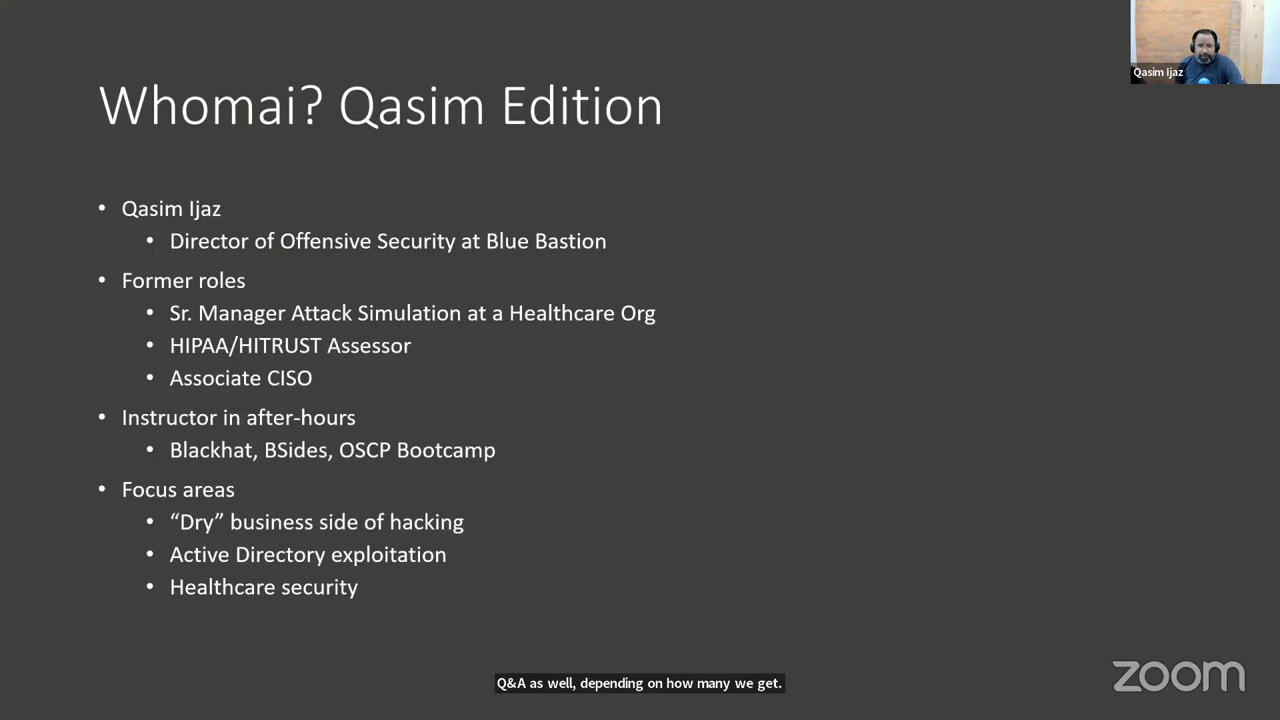 Whomai? Qasim Edition
Qasim Ijaz
• Qasim Ijaz
• Director of Offensive Security at Blue Bastion
• Former roles
• Sr. Manager Attack Simulation at a Healthcare Org
• HIPAA/HITRUST Assessor
• Associate CISO
• Instructor in after-hours
• Blackhat, BSides, OSCP Bootcamp
• Focus areas
• “Dry” business side of hacking
• Active Directory exploitation
• Healthcare security
Q&A as well, depending on how many we get.
zoom